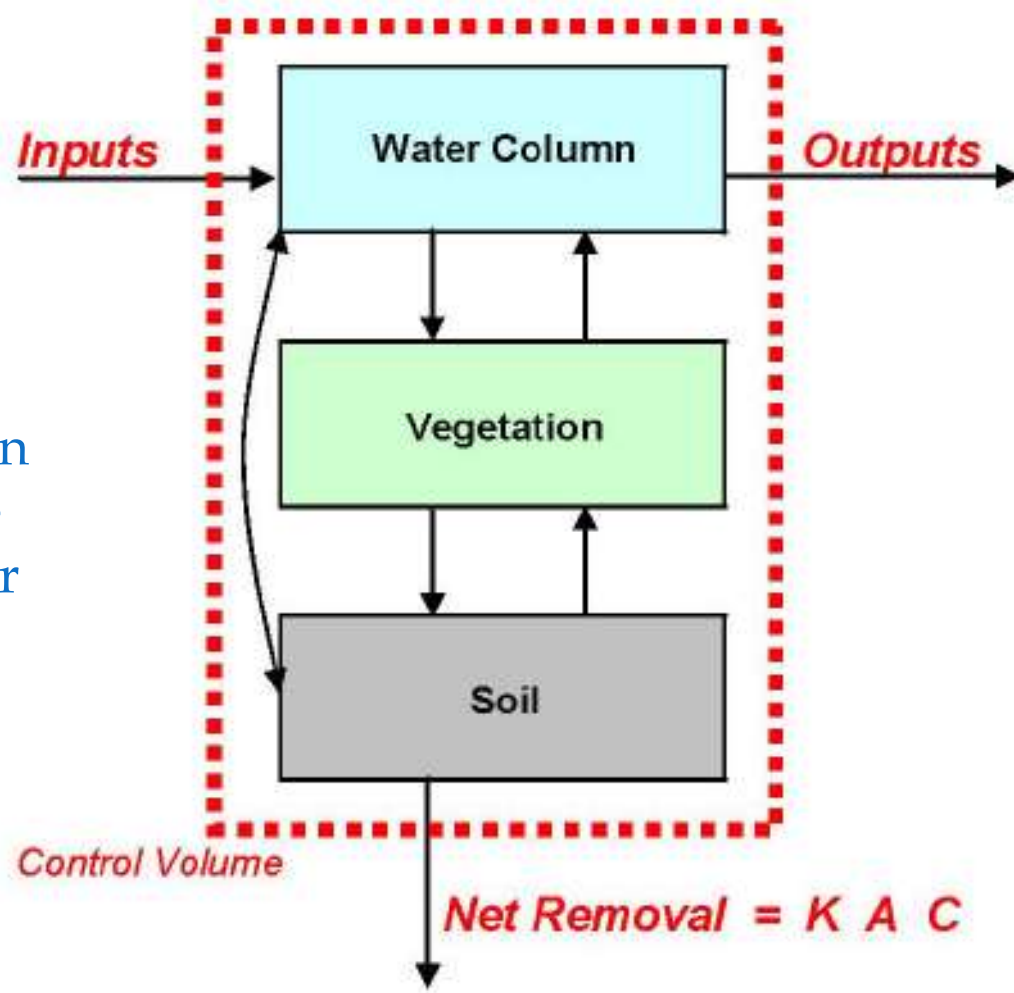 Inputs
Water Column
Outputs
Vegetation
n
r
Soil
Control Volume
Net Removal = K A C